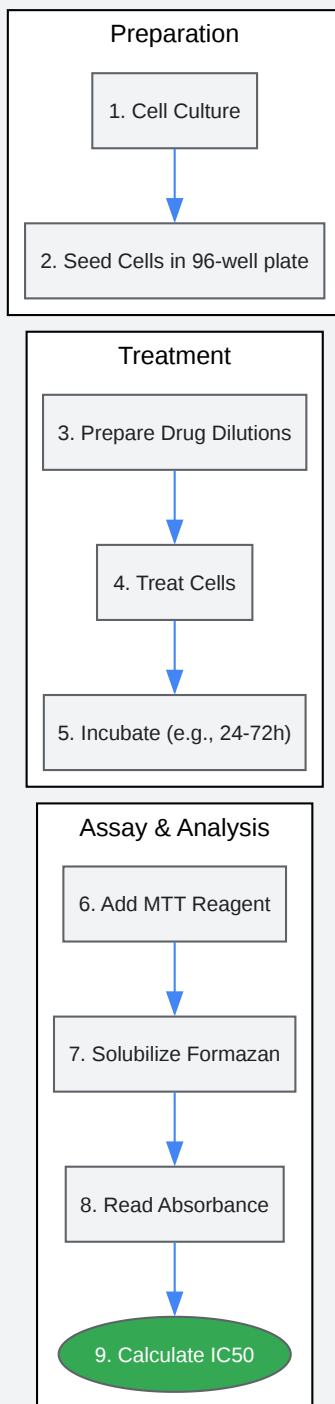 Preparation
1. Cell Culture
2. Seed Cells in 96-well plate
Treatment
3. Prepare Drug Dilutions
4. Treat Cells
5. Incubate (e.g., 24-72h)
Assay & Analysis
6. Add MTT Reagent
7. Solubilize Formazan
8. Read Absorbance
9. Calculate IC50